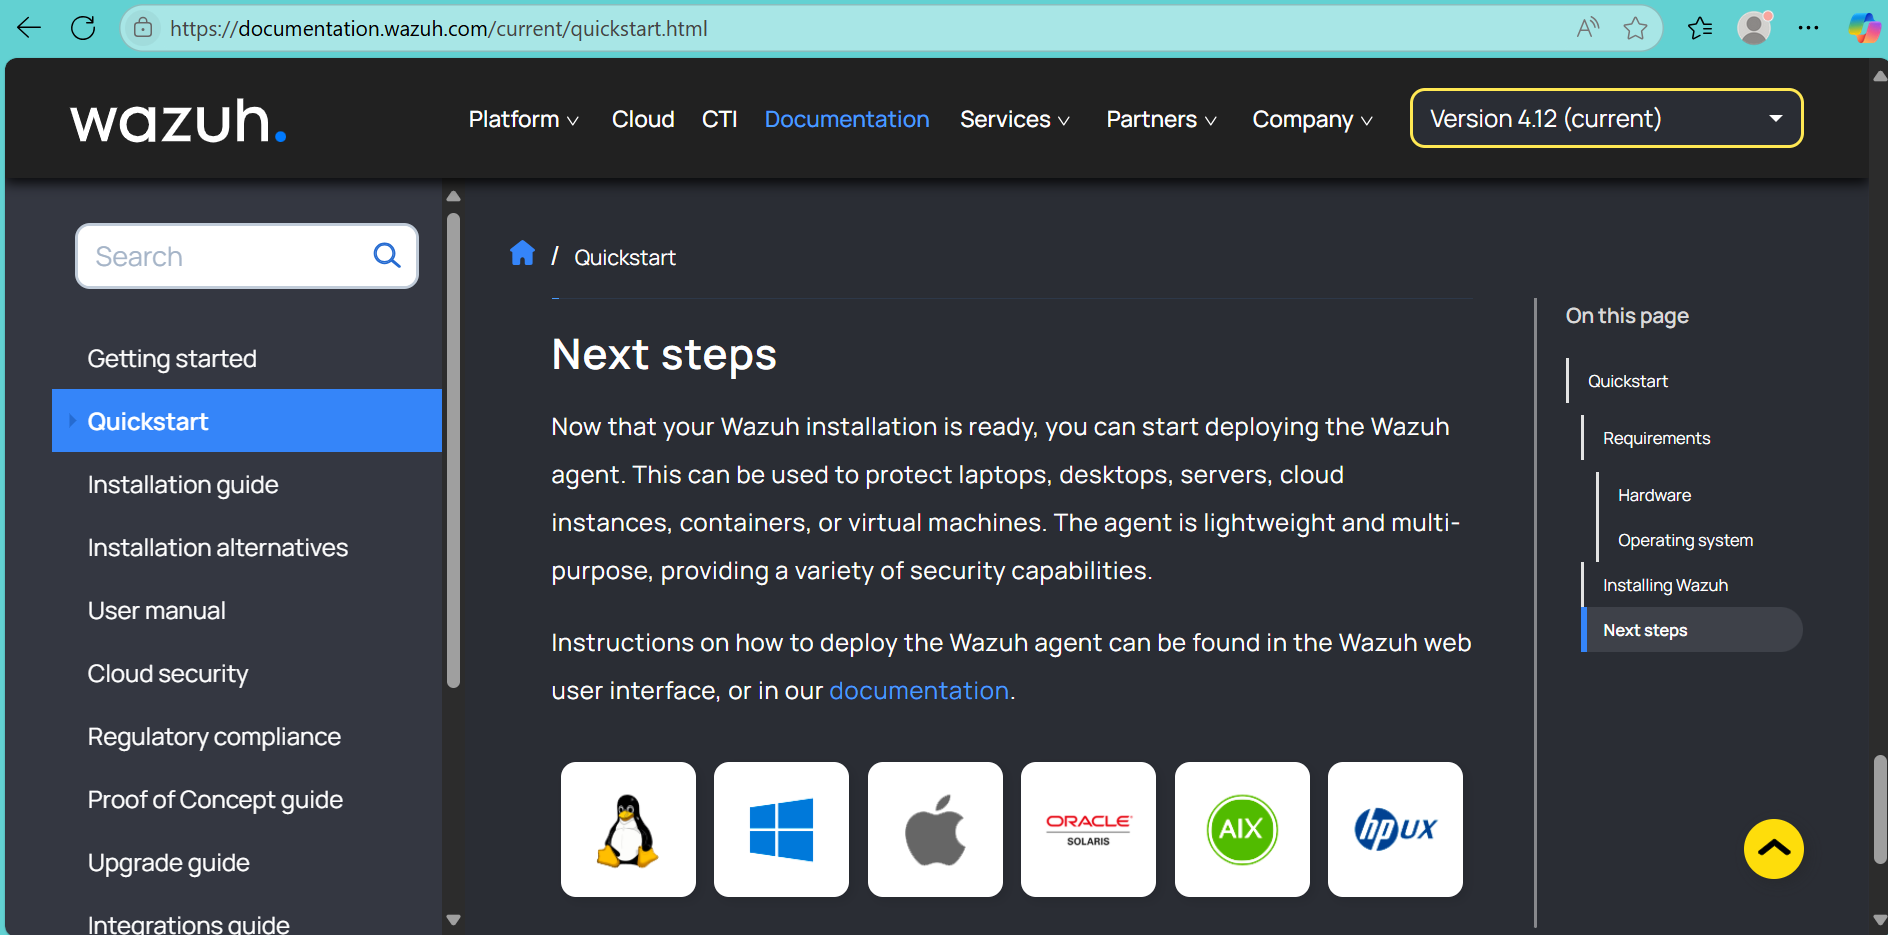 https://documentation.wazuh.com/current/quickstart.html
wazuh.
Platform
Cloud
CTI
Documentation
Services
Partners
Company
Version 4.12 (current)
Search
Getting started
Quickstart
Installation guide
Installation alternatives
User manual
Cloud security
Regulatory compliance
Proof of Concept guide
Upgrade guide
Integrations guide
/ Quickstart
Next steps
Now that your Wazuh installation is ready, you can start deploying the Wazuh
agent. This can be used to protect laptops, desktops, servers, cloud
instances, containers, or virtual machines. The agent is lightweight and multi-
purpose, providing a variety of security capabilities.
Instructions on how to deploy the Wazuh agent can be found in the Wazuh web
user interface, or in our documentation.
ORACLE
SOLARIS
AIX
hp UX
On this page
Quickstart
Requirements
Hardware
Operating system
Installing Wazuh
Next steps